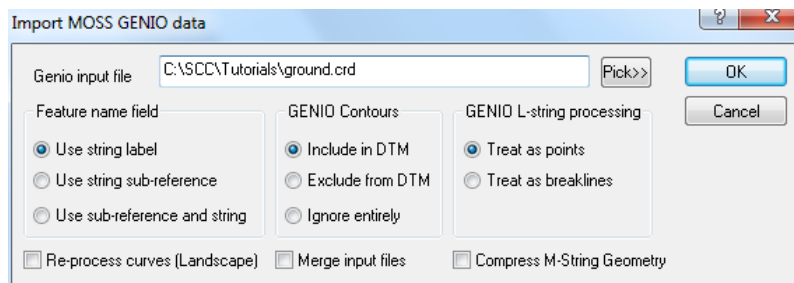 Import MOSS GENIO data
?
X
Genio input file
C:\SCC\Tutorials\ground.crd
Pick>>
OK
Cancel
Feature name field
Use string label
Use string sub-reference
Use sub-reference and string
GENIO Contours
Include in DTM
Exclude from DTM
Ignore entirely
GENIO L-string processing
Treat as points
Treat as breaklines
Re-process curves (Landscape)
Merge input files
Compress M-String Geometry